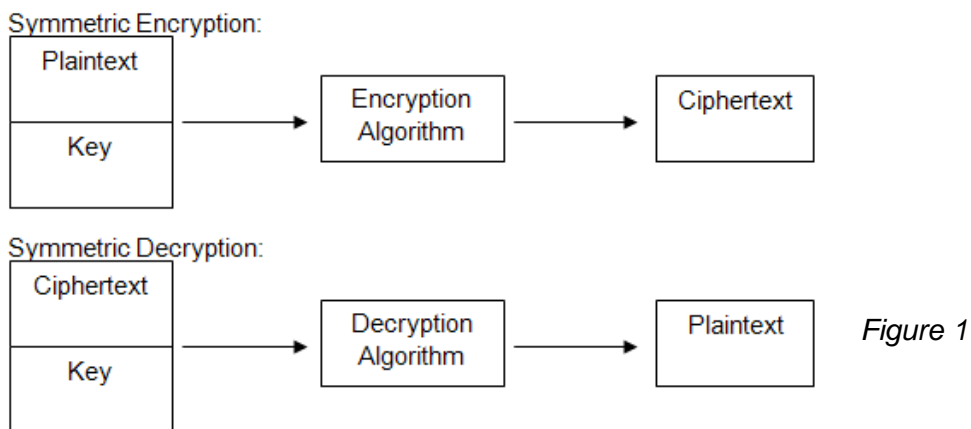 Symmetric Encryption:
Plaintext
Key
Encryption
Algorithm
Ciphertext
Symmetric Decryption:
Ciphertext
Key
Decryption
Algorithm
Plaintext
Figure 1